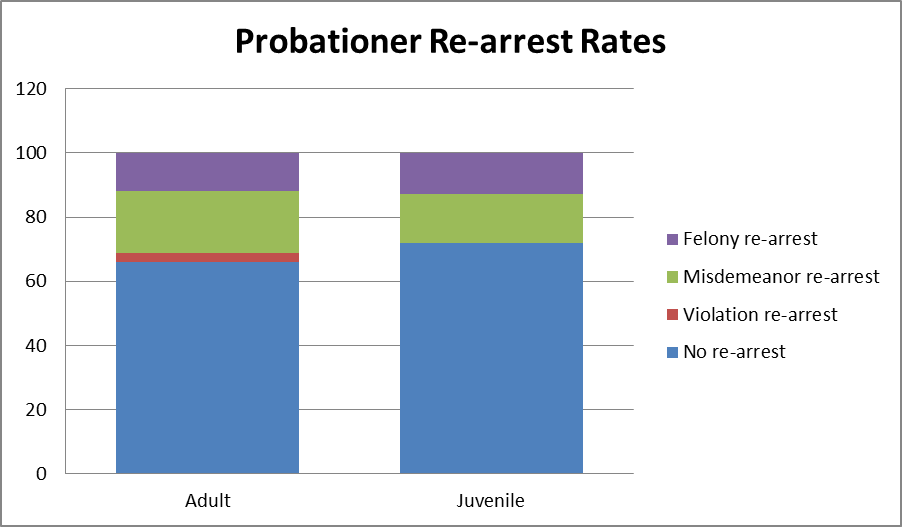 Probationer Re-arrest Rates
120
100
80
60
40
20
0
Adult
Juvenile
Felony re-arrest
Misdemeanor re-arrest
Violation re-arrest
No re-arrest